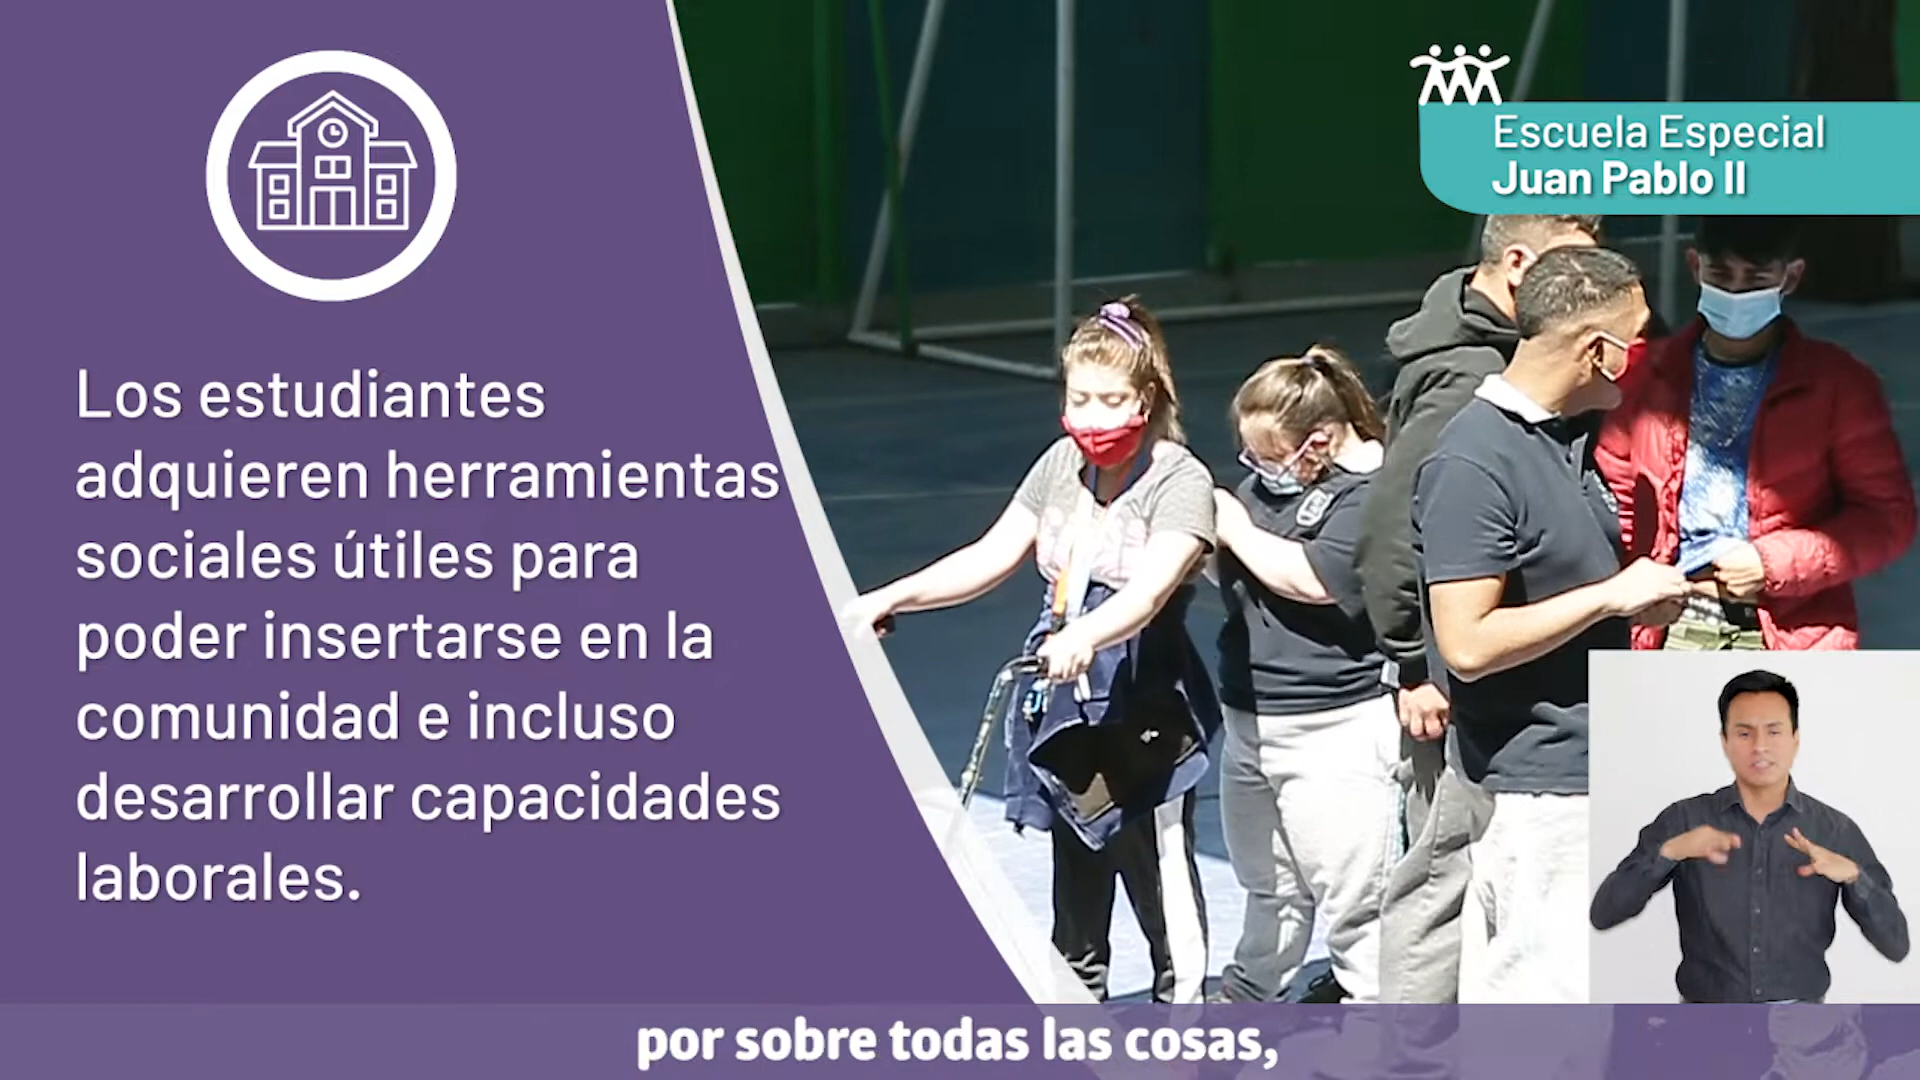 Escuela Especial
Juan Pablo II
Los estudiantes
adquieren herramientas
sociales útiles para
poder insertarse en la
comunidad e incluso
desarrollar capacidades
laborales.
por sobre todas las cosas,